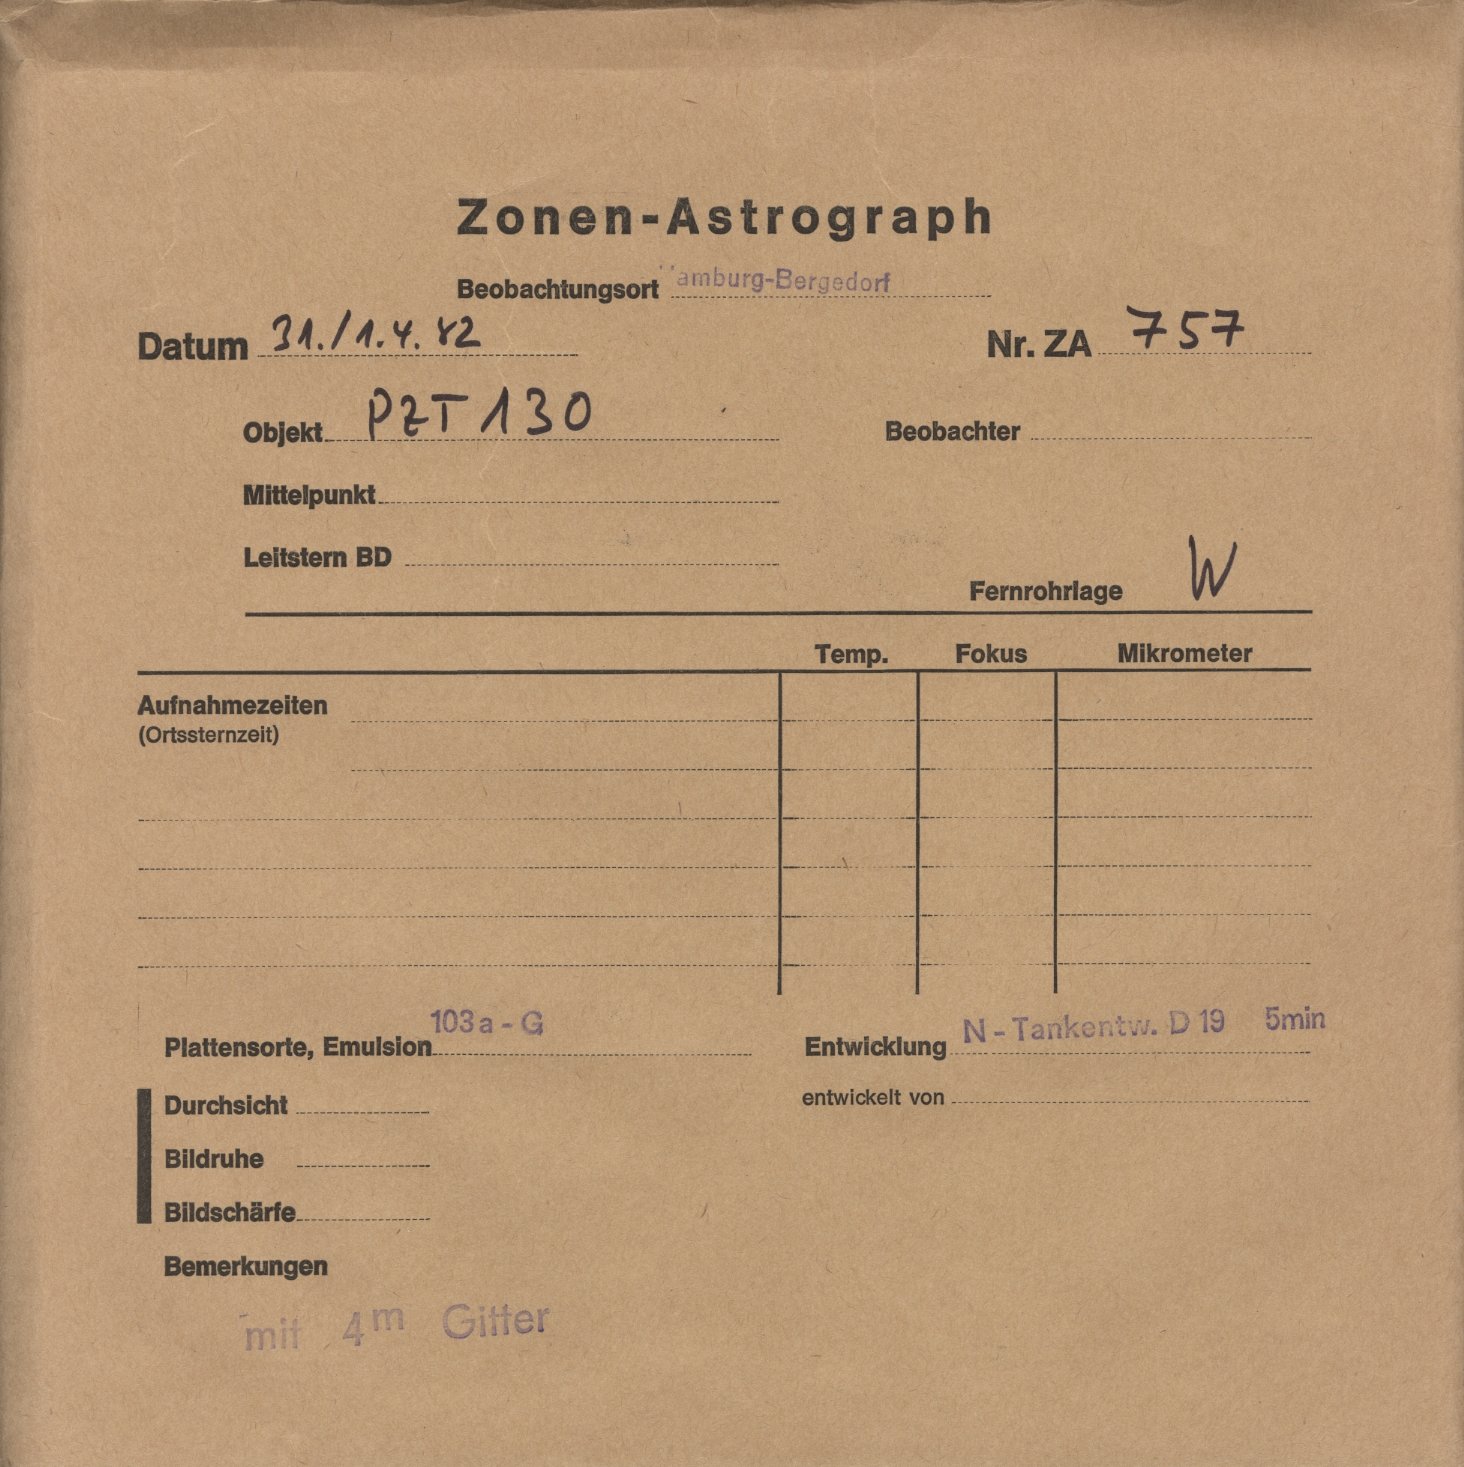 Zonen-Astrograph
Beobachtungsort Hamburg-Bergedorf
Datum 31./1.4.82 Nr. ZA 757
Objekt PZT 130 Beobachter
Mittelpunkt
Leitstern BD
Fernrohrlage W
Temp. Fokus Mikrometer
Aufnahmezeiten
(Ortssternzeit)
Plattensorte, Emulsion 103a-G Entwicklung N-Tankentw. D 19 5min
Durchsicht entwickelt von
Bildruhe
Bildschärfe
Bemerkungen
mit 4m Gitter